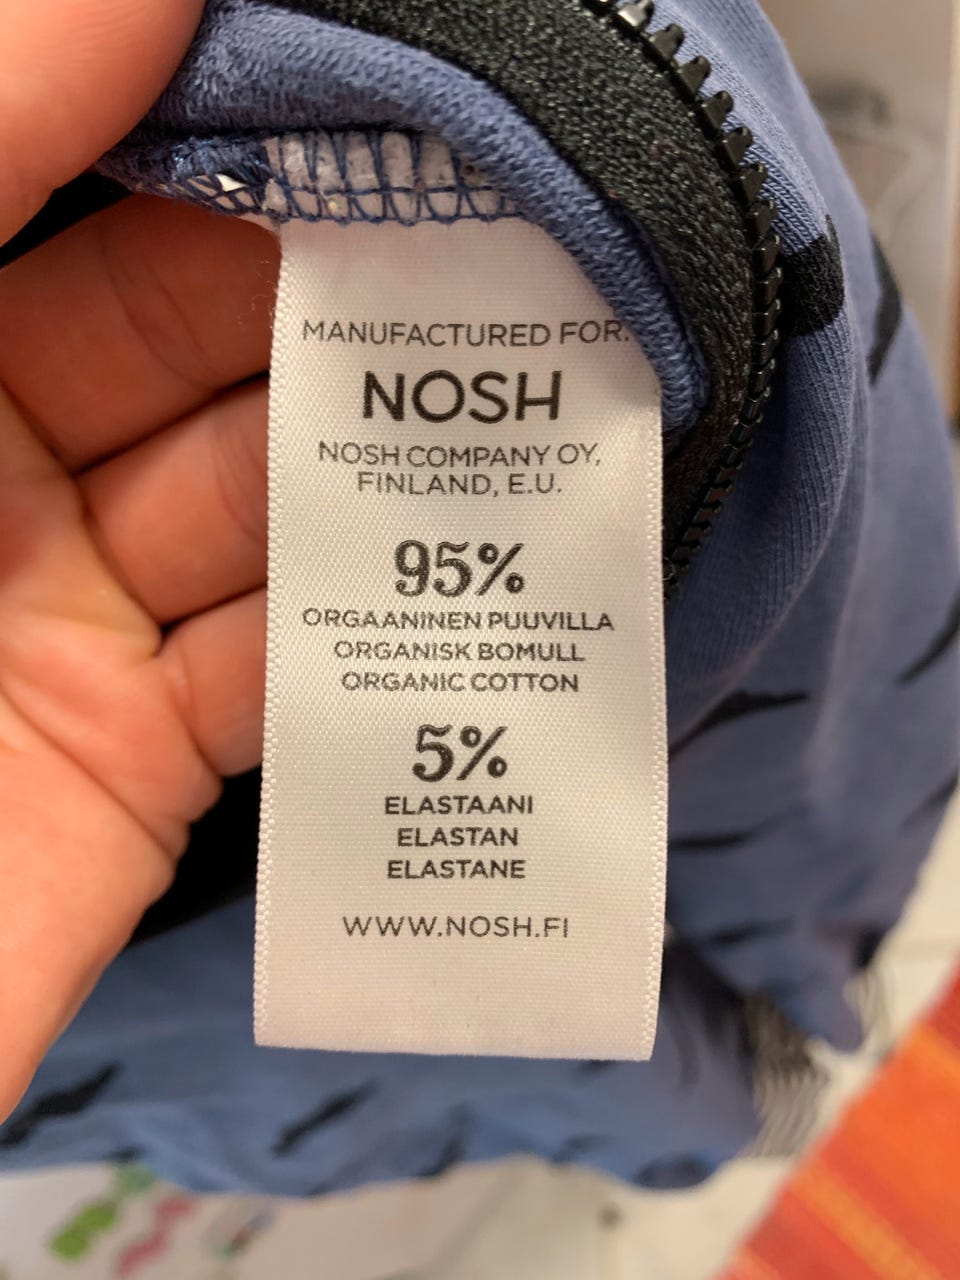 MANUFACTURED FOR:
NOSH
NOSH COMPANY OY,
FINLAND, E.U.
95%
ORGAANINEN PUUVILLA
ORGANISK BOMULL
ORGANIC COTTON
5%
ELASTAANI
ELASTAN
ELASTANE
WWW.NOSH.FI